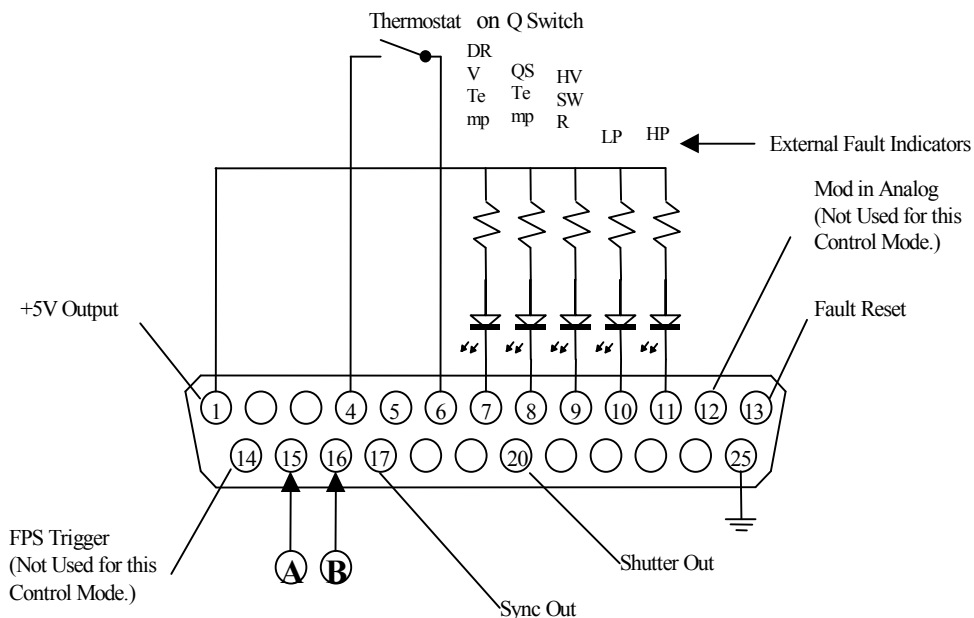 Thermostat on Q Switch
DR
V
Te
mp
QS
Te
mp
HV
SW
R
LP
HP
External Fault Indicators
Mod in Analog
(Not Used for this
Control Mode.)
+5V Output
Fault Reset
1 4 5 6 7 8 9 10 11 12 13
14 15 16 17 20 25
FPS Trigger
(Not Used for this
Control Mode.)
A B
Shutter Out
Sync Out